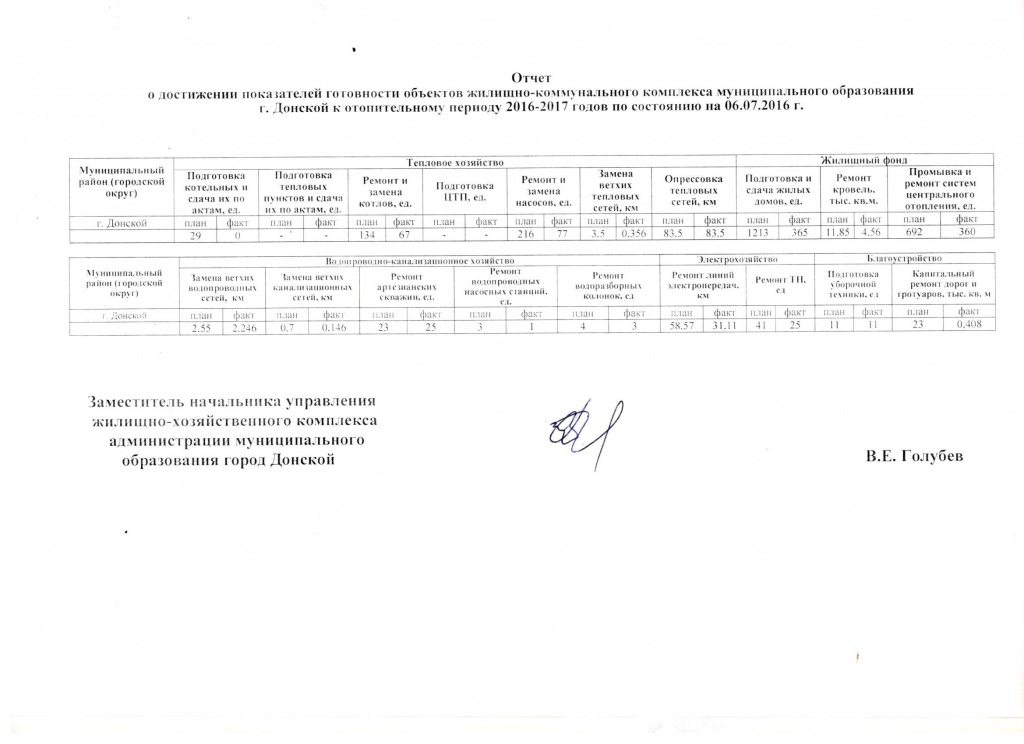 Отчет
о достижении показателей готовности объектов жилищно-коммунального комплекса муниципального образования
г. Донской к отопительному периоду 2016-2017 годов по состоянию на 06.07.2016 г.
Муниципальный район (городской округ) Тепловое хозяйство Жилищный фонд
Подготовка котельных и сдача их по актам, ед. Подготовка тепловых пунктов и сдача их по актам, ед. Ремонт и замена котлов, ед. Подготовка ЦТП, ед. Ремонт и замена насосов, ед. Замена ветхих тепловых сетей, км Опрессовка тепловых сетей, км Подготовка и сдача жилых домов, ед. Ремонт кровель, тыс. кв.м. Промывка и ремонт систем центрального отопления, ед.
г. Донской план факт план факт план факт план факт план факт план факт план факт план факт план факт план факт
29 0 - - 134 67 - - 216 77 3,5 0,356 83,5 83,5 1213 365 11,85 4,56 692 360
Муниципальный район (городской округ) Водопроводно-канализационное хозяйство Электрохозяйство Благоустройство
Замена ветхих водопроводных сетей, км Замена ветхих канализационных сетей, км Ремонт артезианских скважин, ед. Ремонт водопроводных насосных станций, ед. Ремонт водоразборных колонок, ед Ремонт линий электропередач, км Ремонт ТП, ед Подготовка уборочной техники, ед Капитальный ремонт дорог и тротуаров, тыс. кв. м
г. Донской план факт план факт план факт план факт план факт план факт план факт план факт план факт
2,55 2,246 0,7 0,146 23 25 3 1 4 3 58,57 31,11 41 25 11 11 23 0,408
Заместитель начальника управления
жилищно-хозяйственного комплекса
администрации муниципального
образования город Донской
В.Е. Голубев